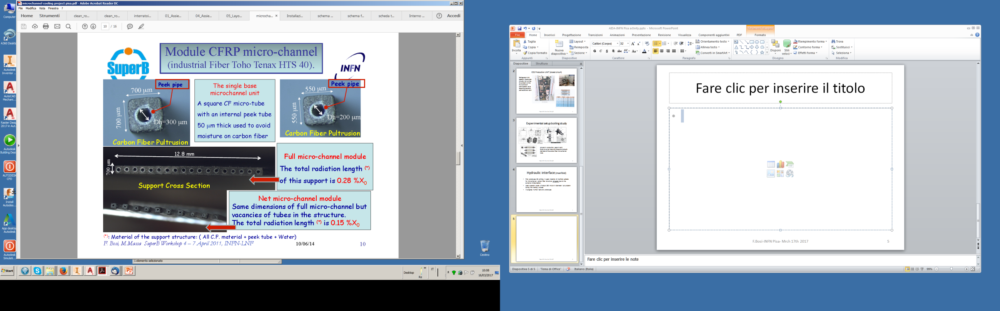 Computer
A360 Deskto
Autodesk
Inventor ...
AutoCAD
Mechani...
Raster Desig
2017 in Aut...
Autodesk
Building Desi
AUTODESK
CFD
Install
Autodes...
App deskto
Autodesk
Autodesk
Simulati...
microchannel cooling project pisa.pdf - Adobe Acrobat Reader DC
File Modifica Vista Finestra ?
Home Strumenti clean_ro... clean_ro... interratoi... 01_Assie... 04_Assie... 05_Layo... microcha... × Installazi... schema ... schema f... scheda t... Interno ... Accedi
10 / 16
SuperB
Module CFRP micro-channel
(industrial Fiber Toho Tenax HTS 40).
INFN
Peek pipe
700 µm
700 µm
Dh=300 µm
Carbon Fiber Pultrusion
The single base
microchannel unit
A square CF micro-tube
with an internal peek tube
50 µm thick used to avoid
moisture on carbon fiber
Peek pipe
550 µm
550 µm
Dh=200 µm
Carbon Fiber Pultrusion
12.8 mm
700 µm
Support Cross Section
Full micro-channel module
The total radiation length (*)
of this support is 0.28 %X0
Net micro-channel module
Same dimensions of full micro-channel but
vacancies of tubes in the structure.
The total radiation length (*) is 0.15 %X0
(*): Material of the support structure: ( All C.F. material + peek tube + Water)
F. Bosi, M.Massa SuperB Workshop 4 – 7 April 2011, INFN-LNF 10/06/14 10
1 elemento selezionato
Cestino
Start
Desktop
Ra
IT
10:08
16/03/2017
AIDA-INFN Pisa activity.pptx - Microsoft PowerPoint
Strumenti disegno
File Home Inserisci Progettazione Transizioni Animazioni Presentazione Revisione Visualizza Componenti aggiuntivi PDF Formato
Incolla
Taglia
Copia
Copia formato
Appunti
Nuova
diapositiva
Layout
Reimposta
Sezione
Diapositive
Calibri (Corpo) 32
G C S S abc AV Aa A
Carattere
Orientamento testo
Allinea testo
Converti in SmartArt
Paragrafo
Disponi
Stili
veloci
Riempimento forma
Contorno forma
Effetti forma
Disegno
Trova
Sostituisci
Seleziona
Modifica
Diapositive Struttura
2
CO2 Production UNIT (closed circuit)
3
Experimental setup boiling study
4
Hydraulic interface (manifold)
5
Fare clic per inserire il titolo
F.Bosi-INFN Pisa- Mrch 17th 2017
5
Fare clic per inserire le note
Diapositiva 5 di 5 "Tema di Office" Italiano (Italia) 99%